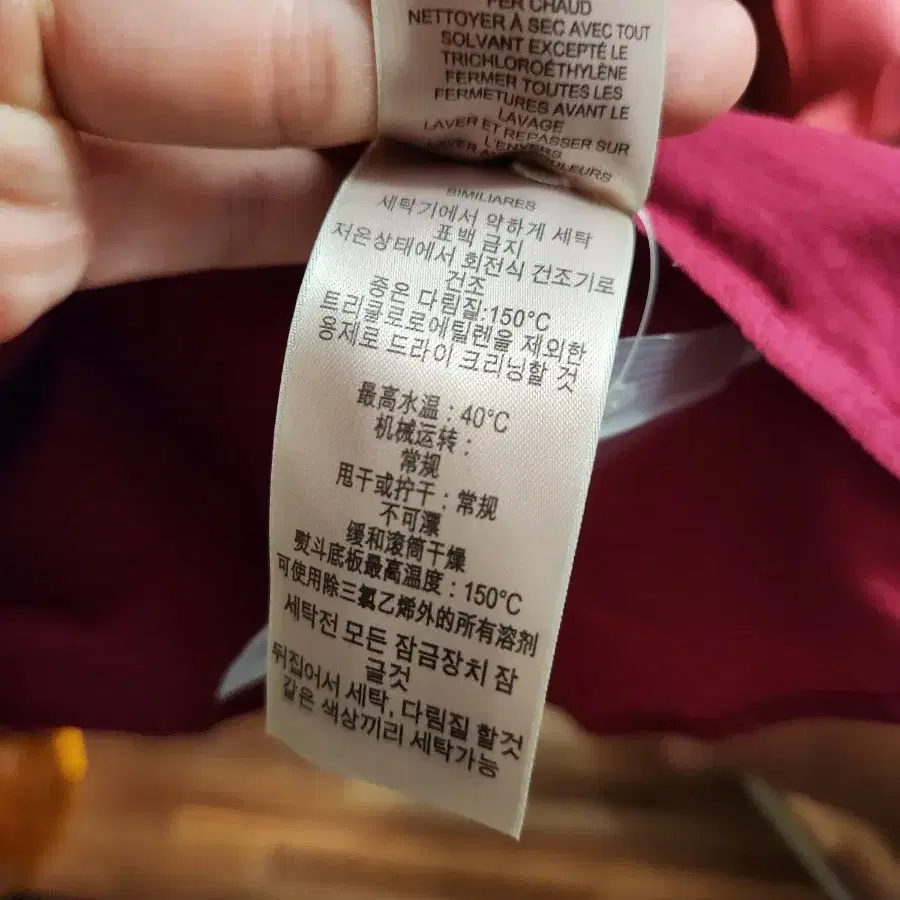 FER CHAUD
NETTOYER À SEC AVEC TOUT
SOLVANT EXCEPTÉ LE
TRICHLOROÉTHYLÈNE
FERMER TOUTES LES
FERMETURES AVANT LE
LAVAGE
LAVER ET REPASSER SUR
L'ENVERS
LAVER
SIMILIARES
세탁기에서 약하게 세탁
표백 금지
저온상태에서 회전식 건조기로
건조
중은 다림질:150°C
트리클로로에틸렌을 제외한
용제로 드라이 크리닝할 것
最高水温：40°C
机械运转：
常规
甩干或拧干：常规
不可漂
缓和滚筒干燥
熨斗底板最高温度：150°C
可使用除三氯乙烯外的所有溶剂
세탁전 모든 잠금장치 잠
글것
뒤집어서 세탁, 다림질 할것
같은 색상끼리 세탁가능